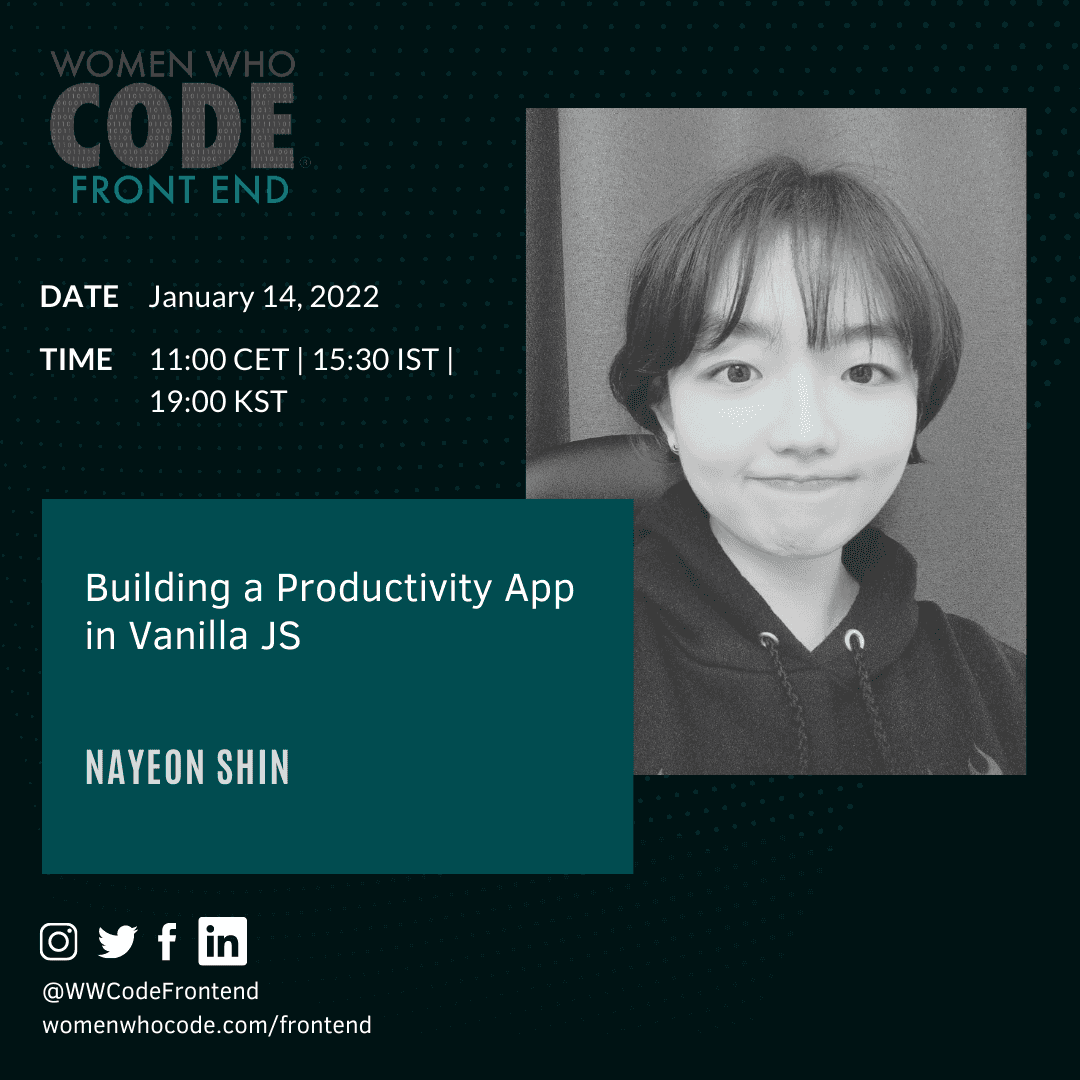 WOMEN WHO
CODE
FRONT END
DATE January 14, 2022
TIME 11:00 CET | 15:30 IST |
19:00 KST
Building a Productivity App
in Vanilla JS
NAYEON SHIN
@WWCodeFrontend
womenwhocode.com/frontend